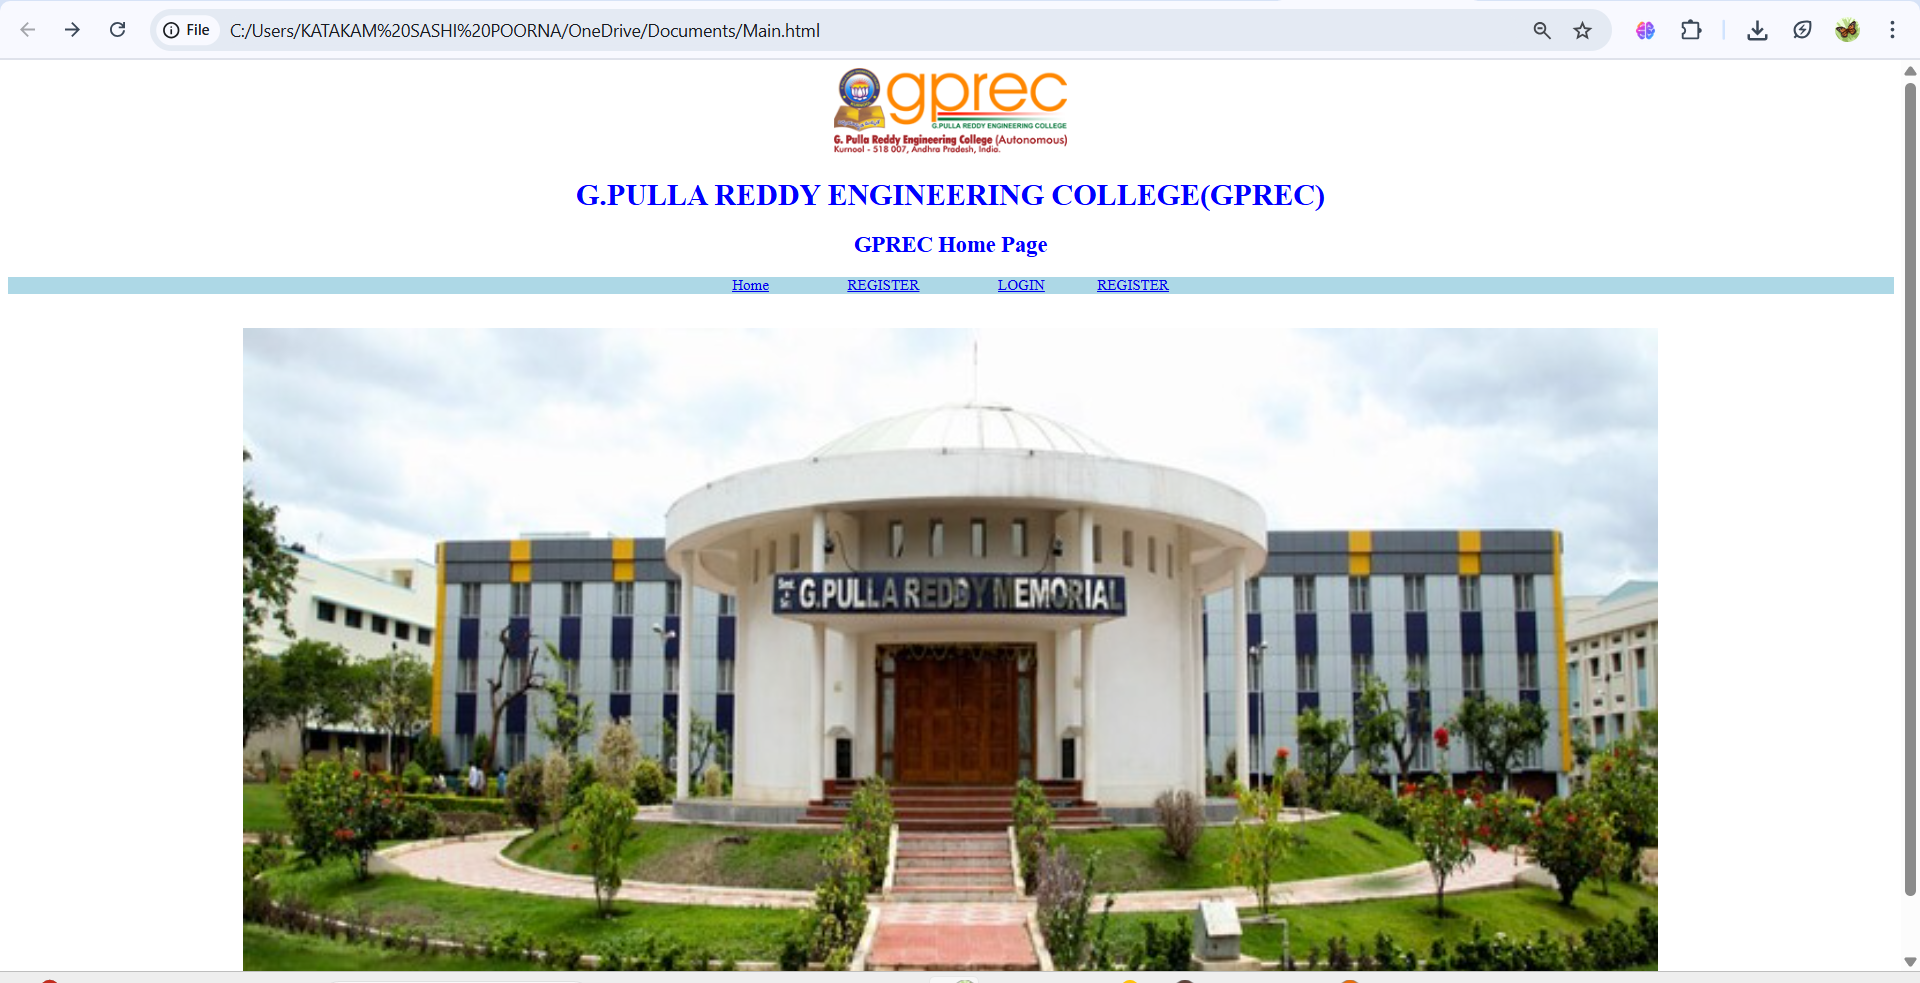 File C:/Users/KATAKAM%20SASHI%20POORNA/OneDrive/Documents/Main.html
gprec
G.PULLA REDDY ENGINEERING COLLEGE
G. Pulla Reddy Engineering College (Autonomous)
Kurnool - 518 007, Andhra Pradesh, India.
G.PULLA REDDY ENGINEERING COLLEGE(GPREC)
GPREC Home Page
Home REGISTER LOGIN REGISTER
G.PULLA REDDY MEMORIAL